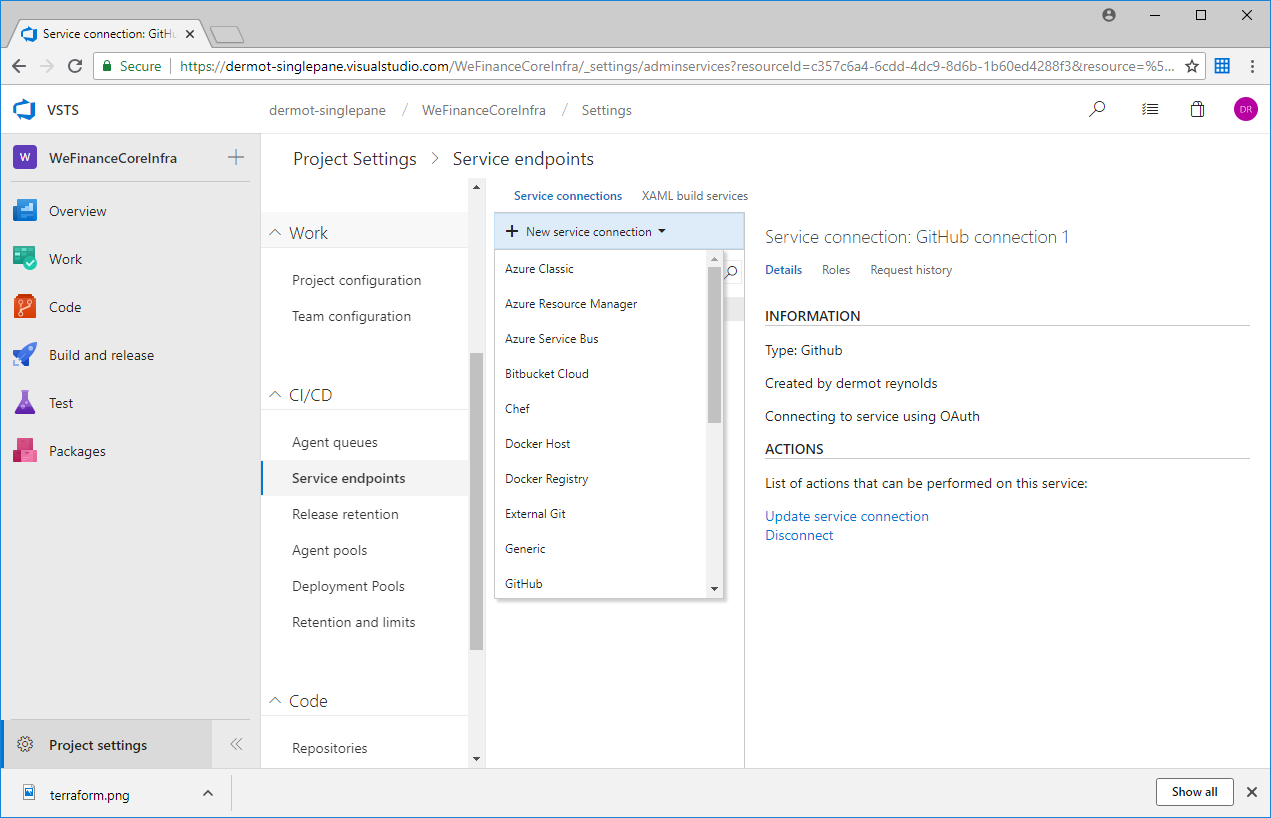 Service connection: GitHu
Secure
https://dermot-singlepane.visualstudio.com/WeFinanceCoreInfra/_settings/adminservices?resourceId=c357c6a4-6cdd-4dc9-8d6b-1b60ed4288f3&resource=%5...
VSTS
dermot-singlepane / WeFinanceCoreInfra / Settings
DR
W WeFinanceCoreInfra
Overview
Work
Code
Build and release
Test
Packages
Project settings
Project Settings > Service endpoints
Work
Project configuration
Team configuration
CI/CD
Agent queues
Service endpoints
Release retention
Agent pools
Deployment Pools
Retention and limits
Code
Repositories
Service connections XAML build services
New service connection
Azure Classic
Azure Resource Manager
Azure Service Bus
Bitbucket Cloud
Chef
Docker Host
Docker Registry
External Git
Generic
GitHub
Service connection: GitHub connection 1
Details Roles Request history
INFORMATION
Type: Github
Created by dermot reynolds
Connecting to service using OAuth
ACTIONS
List of actions that can be performed on this service:
Update service connection
Disconnect
terraform.png
Show all